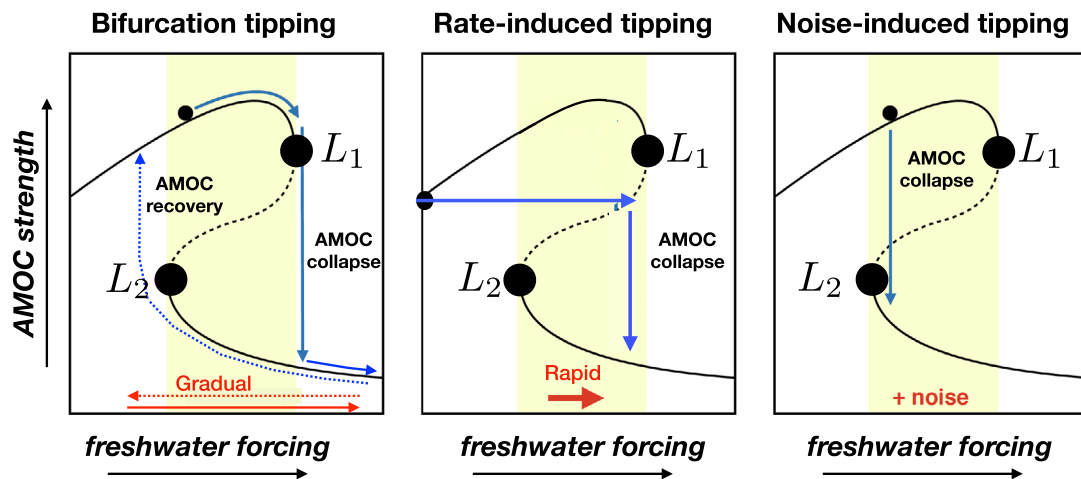 Bifurcation tipping
AMOC strength
L1
AMOC
recovery
AMOC
collapse
L2
Gradual
freshwater forcing
Rate-induced tipping
L1
AMOC
collapse
L2
Rapid
freshwater forcing
Noise-induced tipping
AMOC
collapse
L1
L2
+ noise
freshwater forcing